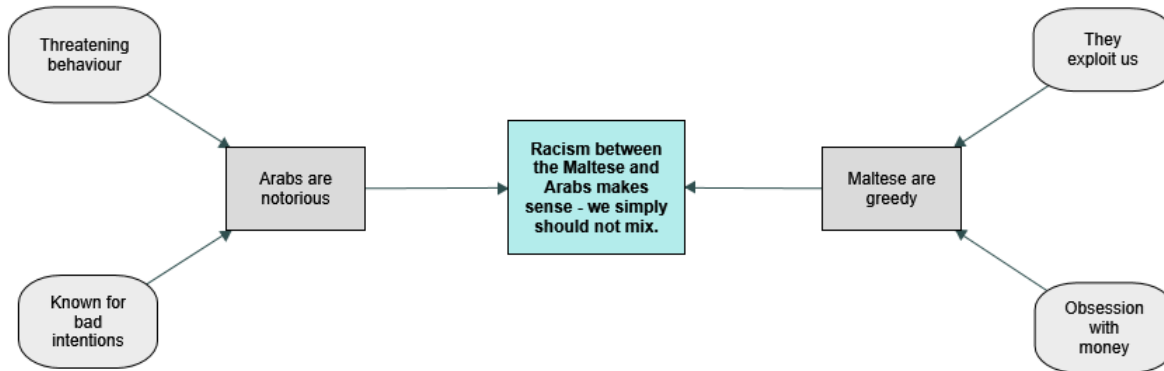 Threatening
behaviour
Known for
bad
intentions
Arabs are
notorious
Racism between
the Maltese and
Arabs makes
sense - we simply
should not mix.
Maltese are
greedy
They
exploit us
Obsession
with
money